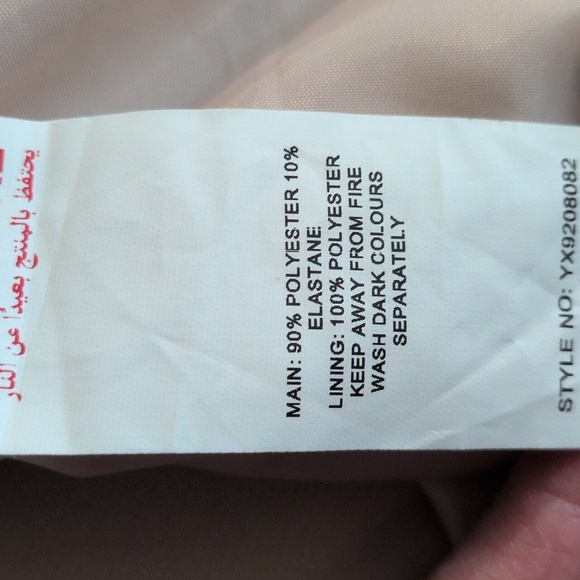 يحتفظ بالمنتج بعيدًا عن النار
MAIN: 90% POLYESTER 10%
ELASTANE
LINING: 100% POLYESTER
KEEP AWAY FROM FIRE
WASH DARK COLOURS
SEPARATELY
STYLE NO: YX9208082